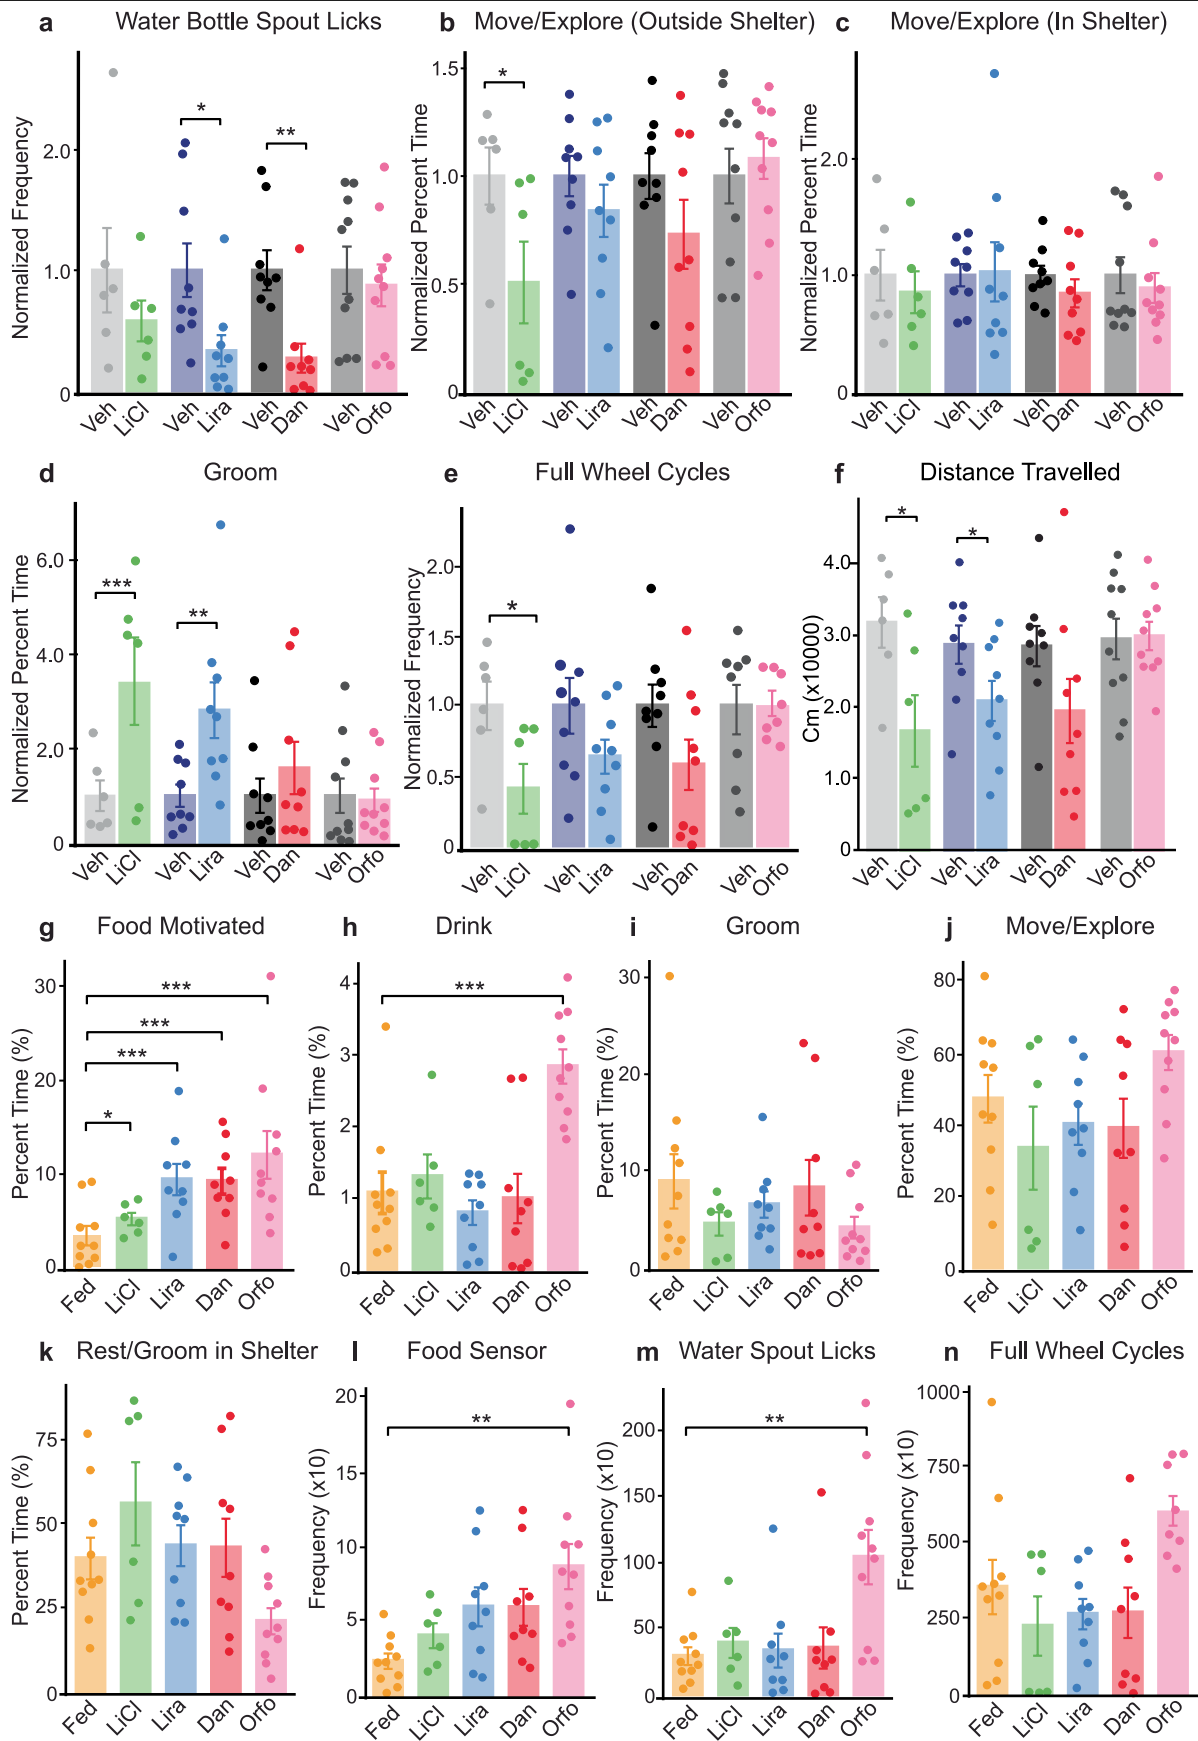 a Water Bottle Spout Licks
b Move/Explore (Outside Shelter)
c Move/Explore (In Shelter)
Normalized Frequency
2.0
1.0
0
*
**
Veh LiCl Veh Lira Veh Dan Veh Orfo
Normalized Percent Time
1.5
1.0
0.5
0
*
Veh LiCl Veh Lira Veh Dan Veh Orfo
Normalized Percent Time
2.0
1.0
0
Veh LiCl Veh Lira Veh Dan Veh Orfo
d Groom
e Full Wheel Cycles
f Distance Travelled
Normalized Percent Time
6.0
4.0
2.0
0
***
**
Veh LiCl Veh Lira Veh Dan Veh Orfo
Normalized Frequency
2.0
1.5
1.0
0.5
0
*
Veh LiCl Veh Lira Veh Dan Veh Orfo
Cm (x10000)
4.0
3.0
2.0
1.0
0
*
*
Veh LiCl Veh Lira Veh Dan Veh Orfo
g Food Motivated
h Drink
i Groom
j Move/Explore
Percent Time (%)
30
20
10
0
***
***
***
*
Fed LiCl Lira Dan Orfo
Percent Time (%)
4
3
2
1
0
***
Fed LiCl Lira Dan Orfo
Percent Time (%)
30
20
10
0
Fed LiCl Lira Dan Orfo
Percent Time (%)
80
60
40
20
0
Fed LiCl Lira Dan Orfo
k Rest/Groom in Shelter
l Food Sensor
m Water Spout Licks
n Full Wheel Cycles
Percent Time (%)
75
50
25
0
Fed LiCl Lira Dan Orfo
Frequency (x10)
20
15
10
5
0
**
Fed LiCl Lira Dan Orfo
Frequency (x10)
200
150
100
50
0
**
Fed LiCl Lira Dan Orfo
Frequency (x10)
1000
750
500
250
0
Fed LiCl Lira Dan Orfo